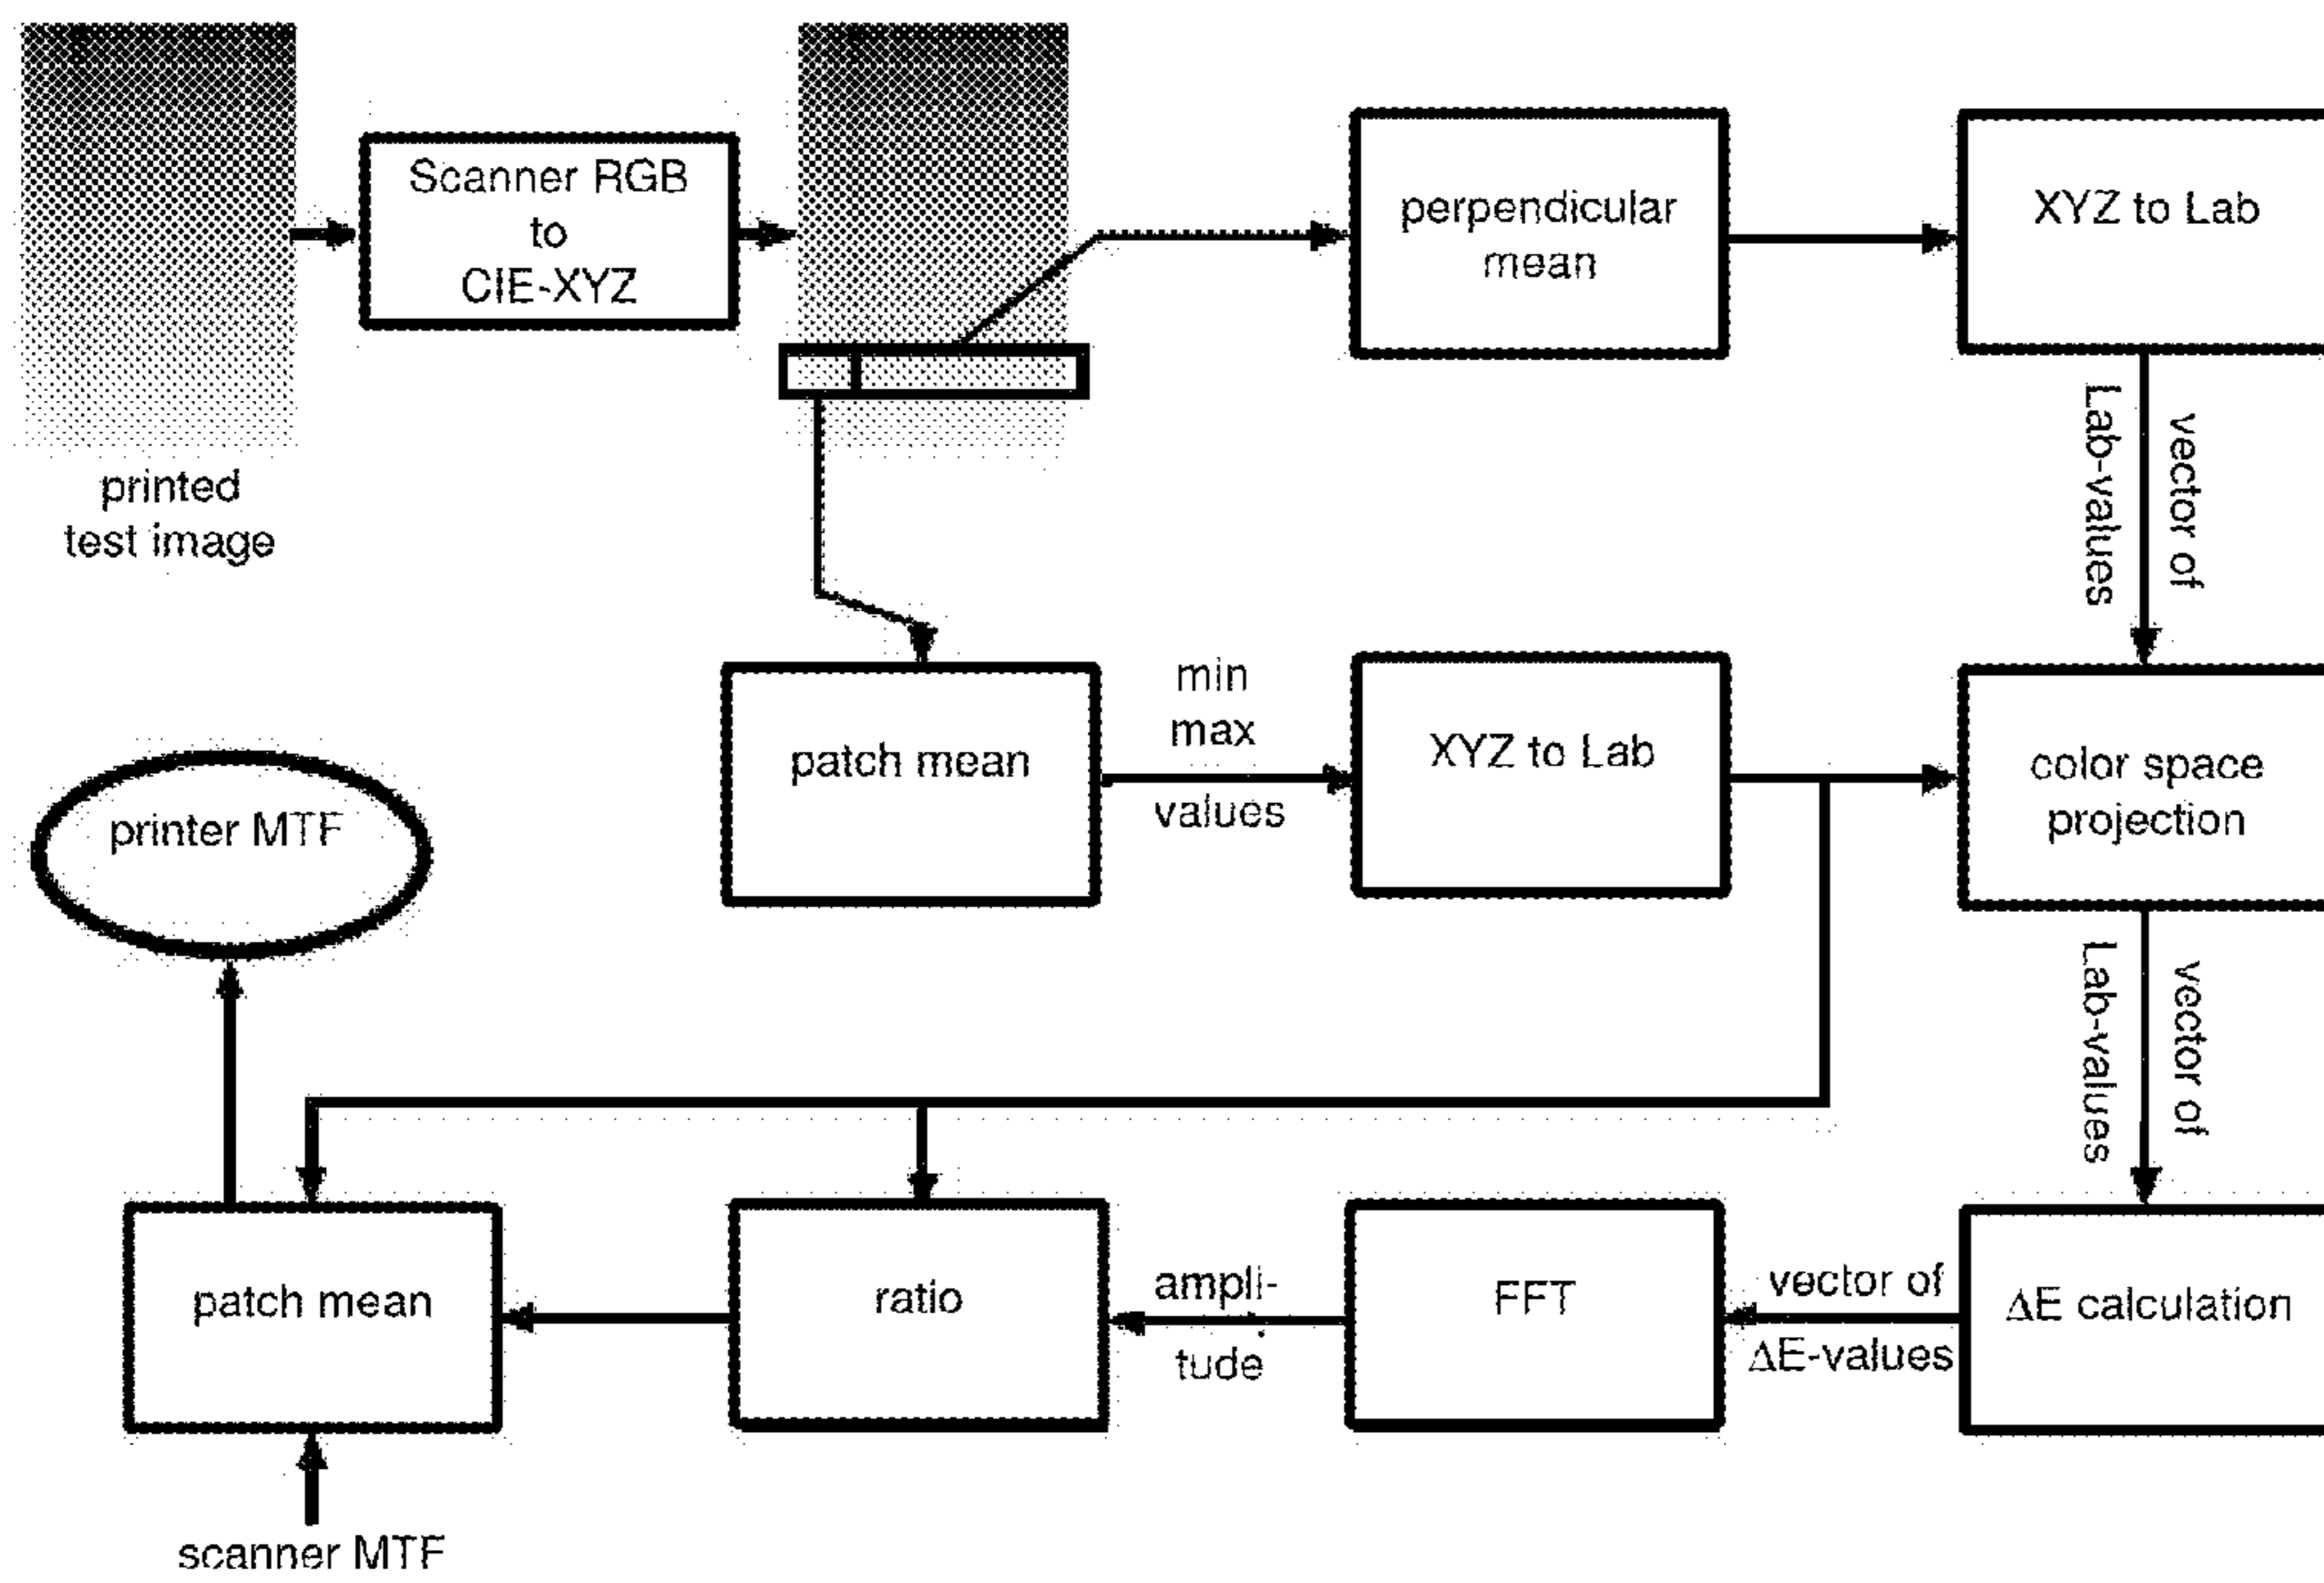 Scanner RGB
to
CIE-XYZ
perpendicular
mean
XYZ to Lab
printed
test image
vector of
Lab-values
patch mean
min
max
values
XYZ to Lab
color space
projection
printer MTF
vector of
Lab-values
patch mean
ratio
ampli-
tude
FFT
vector of
ΔE-values
ΔE calculation
scanner MTF